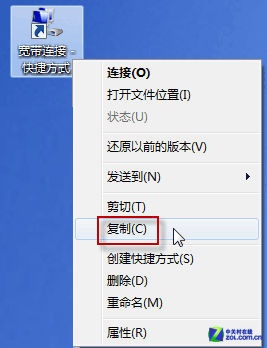 宽带连接 -
快捷方式
连接(O)
打开文件位置(I)
状态(U)
还原以前的版本(V)
发送到(N)
剪切(T)
复制(C)
创建快捷方式(S)
删除(D)
重命名(M)
属性(R)
中关村在线
zol.com.cn